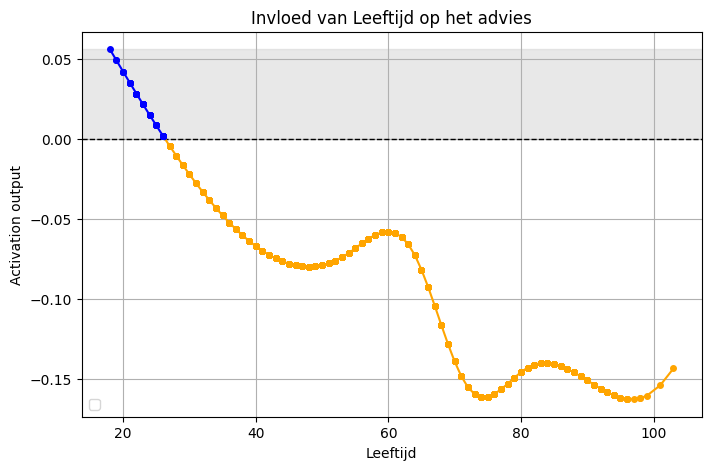 Invloed van Leeftijd op het advies
Activation output
0.05
0.00
−0.05
−0.10
−0.15
20 40 60 80 100
Leeftijd